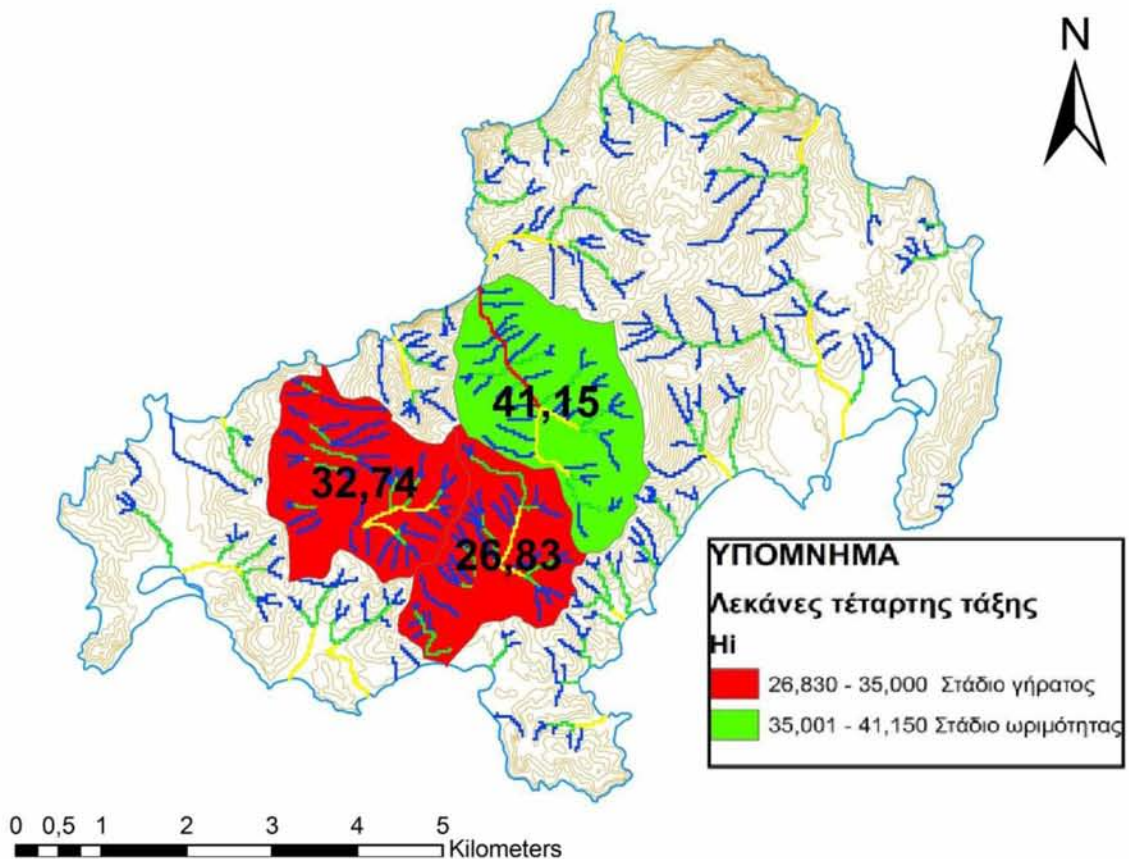 N
41,15
32,74
26,83
ΥΠΟΜΝΗΜΑ
Λεκάνες τέταρτης τάξης
Hi
26,830 - 35,000 Στάδιο γήρατος
35,001 - 41,150 Στάδιο ωριμότητας
0 0,5 1 2 3 4 5
Kilometers